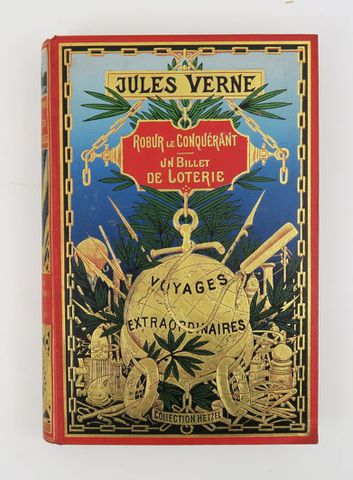 JULES VERNE
ROBUR LE CONQUÉRANT
UN BILLET
DE LOTERIE
VOYAGES
EXTRAORDINAIRES
COLLECTION HETZEL